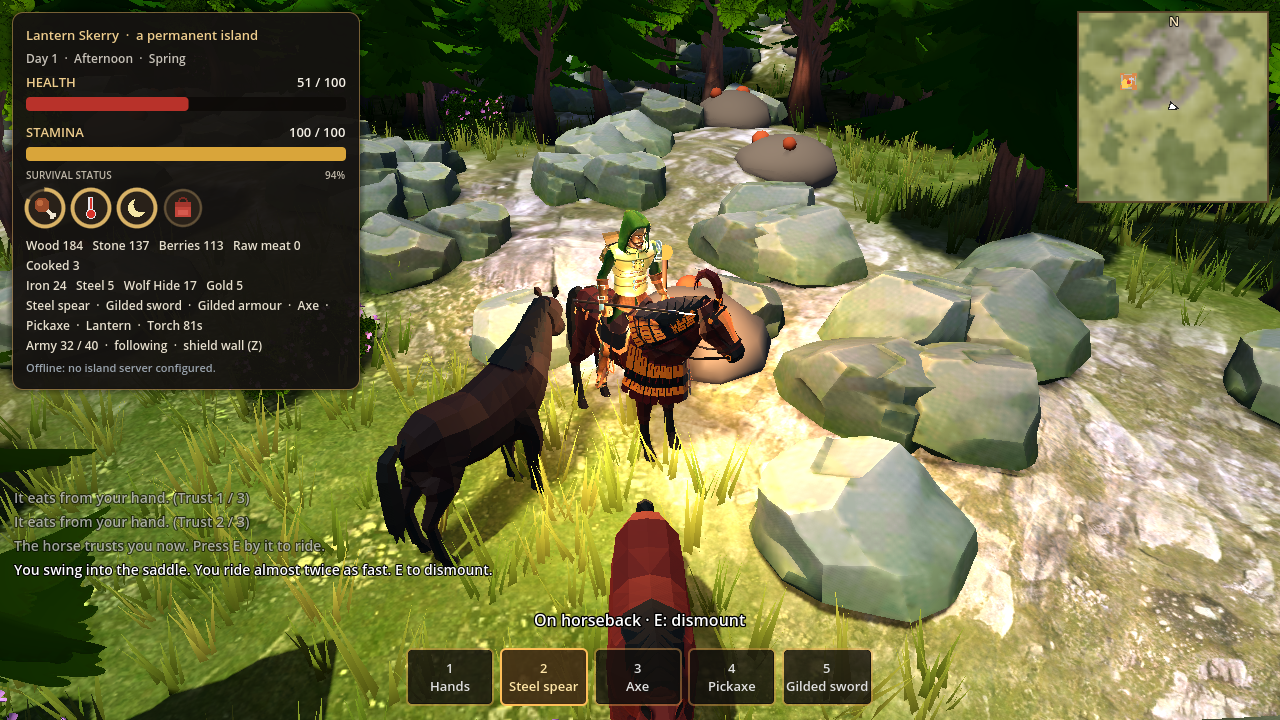 Lantern Skerry · a permanent island
Day 1 · Afternoon · Spring
HEALTH 51 / 100
STAMINA 100 / 100
SURVIVAL STATUS 94%
Wood 184 Stone 137 Berries 113 Raw meat 0
Cooked 3
Iron 24 Steel 5 Wolf Hide 17 Gold 5
Steel spear · Gilded sword · Gilded armour · Axe ·
Pickaxe · Lantern · Torch 81s
Army 32 / 40 · following · shield wall (Z)
Offline: no island server configured.
N
It eats from your hand. (Trust 1 / 3)
It eats from your hand. (Trust 2 / 3)
The horse trusts you now. Press E by it to ride.
You swing into the saddle. You ride almost twice as fast. E to dismount.
On horseback · E: dismount
1 2 3 4 5
Hands Steel spear Axe Pickaxe Gilded sword